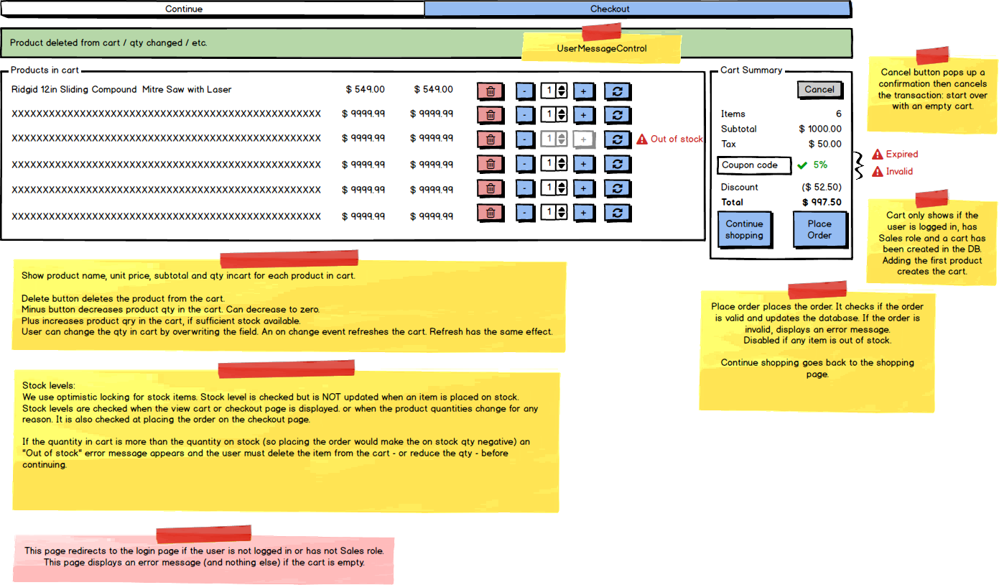 Continue
Checkout
Product deleted from cart / qty changed / etc.
UserMessageControl
Products in cart
Ridgid 12in Sliding Compound  Mitre Saw with Laser $ 549.00 $ 549.00 - 1 +
XXXXXXXXXXXXXXXXXXXXXXXXXXXXXXXXXXXXXXXXXXXXXXXXXX $ 9999.99 $ 9999.99 - 1 +
XXXXXXXXXXXXXXXXXXXXXXXXXXXXXXXXXXXXXXXXXXXXXXXXXX $ 9999.99 $ 9999.99 - 1 + Out of stock
XXXXXXXXXXXXXXXXXXXXXXXXXXXXXXXXXXXXXXXXXXXXXXXXXX $ 9999.99 $ 9999.99 - 1 +
XXXXXXXXXXXXXXXXXXXXXXXXXXXXXXXXXXXXXXXXXXXXXXXXXX $ 9999.99 $ 9999.99 - 1 +
XXXXXXXXXXXXXXXXXXXXXXXXXXXXXXXXXXXXXXXXXXXXXXXXXX $ 9999.99 $ 9999.99 - 1 +
Cart Summary
Cancel
Items 6
Subtotal $ 1000.00
Tax $ 50.00
Coupon code 5%
Discount ($ 52.50)
Total $ 997.50
Continue
shopping
Place
Order
Expired
Invalid
Cancel button pops up a
confirmation then cancels
the transaction: start over
with an empty cart.
Cart only shows if the
user is logged in, has
Sales role and a cart has
been created in the DB.
Adding the first product
creates the cart.
Show product name, unit price, subtotal and qty incart for each product in cart.
Delete button deletes the product from the cart.
Minus button decreases product qty in the cart. Can decrease to zero.
Plus increases product qry in the cart, if sufficient stock available.
User can change the qty in cart by overwriting the field. An on change event refreshes the cart. Refresh has the same effect.
Place order places the order. It checks if the order
is valid and updates the database. If the order is
invalid, displays an error message.
Disabled if any item is out of stock.
Continue shopping goes back to the shopping
page.
Stock levels:
We use optimistic locking for stock items. Stock level is checked but is NOT updated when an item is placed on stock.
Stock levels are checked when the view cart or checkout page is displayed. or when the product quantities change for any
reason. It is also checked at placing the order on the checkout page.
If the quantity in cart is more than the quantity on stock (so placing the order would make the on stock qty negative) an
"Out of stock" error message appears and the user must delete the item from the cart - or reduce the qty - before
continuing.
This page redirects to the login page if the user is not logged in or has not Sales role.
This page displays an error message (and nothing else) if the cart is empty.